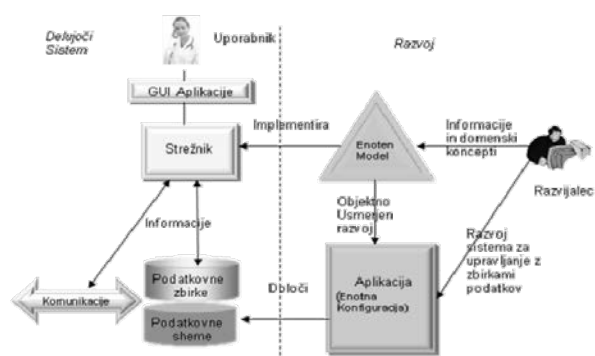 Delujoči
Sistem
Uporabnik
Razvoj
GUI Aplikacije
Strežnik
Implementira
Enoten
Model
Informacije
in domenski
koncepti
Razvijalec
Informacije
Objektno
Usmerjen
razvoj
Razvoj
sistema za
upravljanje z
zbirkami
podatkov
Komunikacije
Podatkovne
zbirke
Podatkovne
sheme
Določi
Aplikacija
(Enotna
Konfiguracija)